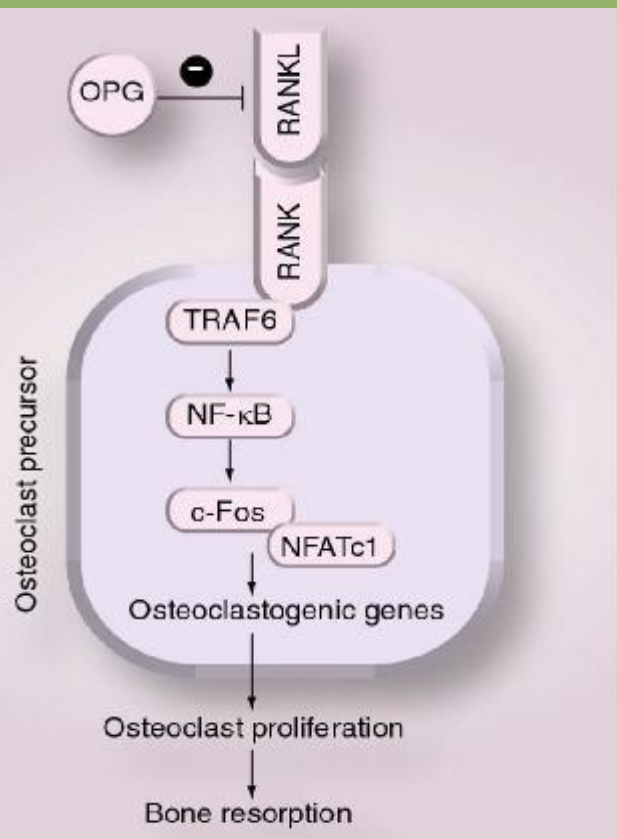 OPG
-
RANKL
RANK
TRAF6
NF-κB
c-Fos
NFATc1
Osteoclastogenic genes
Osteoclast precursor
Osteoclast proliferation
Bone resorption